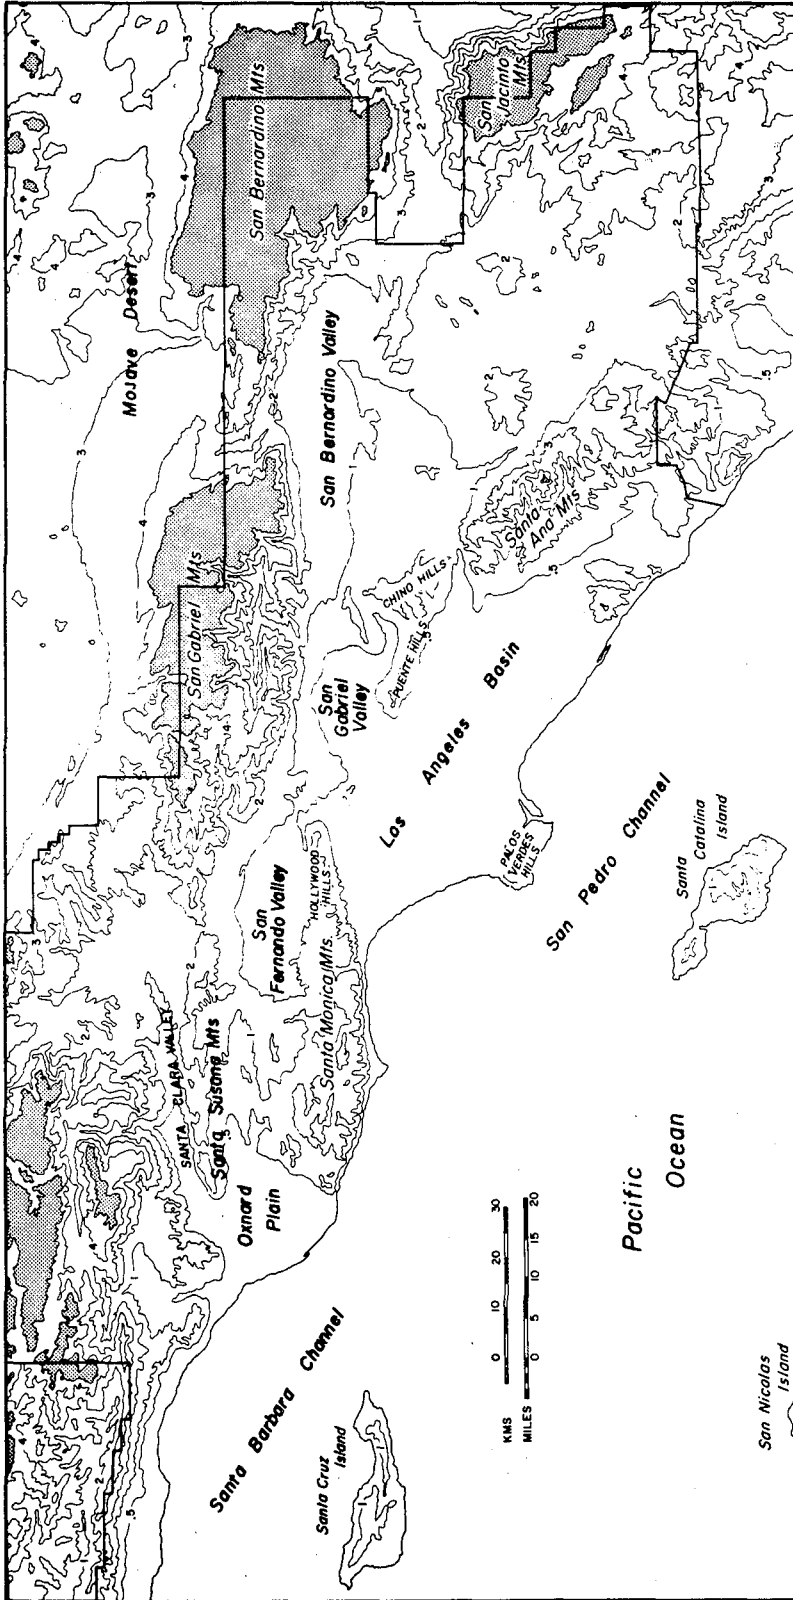 Mojave Desert
San Bernardino Mts
San
Jacinto
Mts
San Gabriel Mts
San Bernardino Valley
San
Gabriel
Valley
CHINO HILLS
PUENTE HILLS
Santa
Ana Mts
Los Angeles Basin
San
Fernando Valley
HOLLYWOOD
HILLS
Santa Monica Mts.
SANTA CLARA VALLEY
Santa Susana Mts
Oxnard
Plain
PALOS
VERDES
HILLS
San Pedro Channel
Santa
Catalina
Island
Santa Barbara Channel
Santa Cruz
Island
Pacific
Ocean
San Nicolas
Island
KMS 0 10 20 30
MILES 0 5 10 15 20